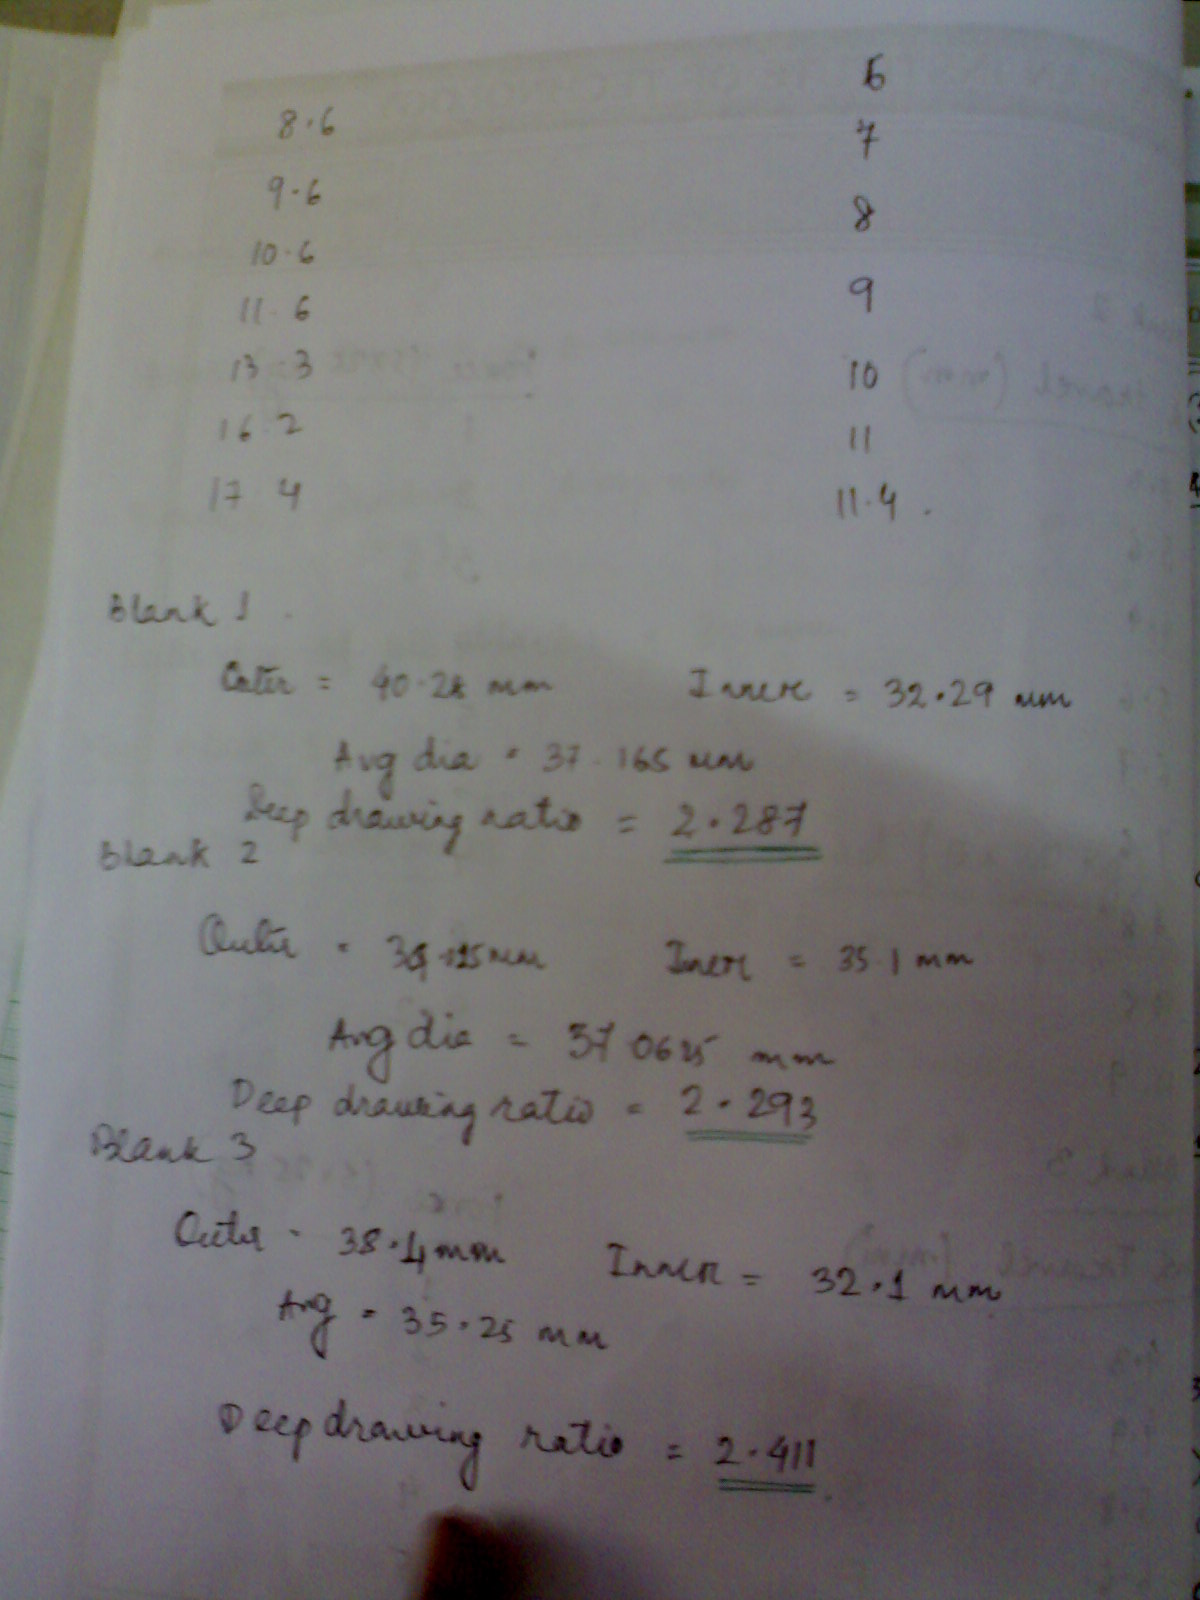 6
8.6
7
9.6
8
10.6
11.6 9
13.3 10
16.2 11
17 4 11.4 .
Blank 1 .
Outer = 40.28 mm Inner = 32.29 mm
Avg dia = 37.165 mm
Deep drawing ratio = 2.287
Blank 2
Outer = mm Inner = 35.1 mm
Avg dia = 37.0625 mm
Deep drawing ratio = 2.293
Blank 3
Outer = 38.4 mm Inner = 32.1 mm
Avg = 35.25 mm
Deep drawing ratio = 2.411